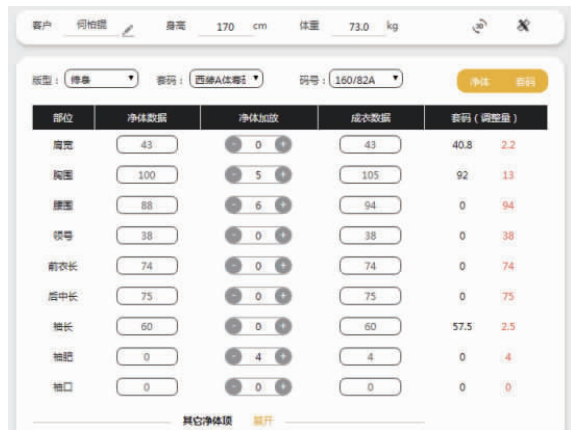 客户 何柏锟 身高 170 cm 体重 73.0 kg
版型： 修身 套码： 西装A体 码号： 160/82A 净体 套码
部位 净体数据 净体加放 成衣数据 套码（调整量）
肩宽 43 - 0 + 43 40.8 2.2
胸围 100 - 5 + 105 92 13
腰围 88 - 6 + 94 0 94
领号 38 - 0 + 38 0 38
前衣长 74 - 0 + 74 0 74
后中长 75 - 0 + 75 0 75
袖长 60 - 0 + 60 57.5 2.5
袖肥 0 - 4 + 4 0 4
袖口 0 - 0 + 0 0 0
其它净体项 展开